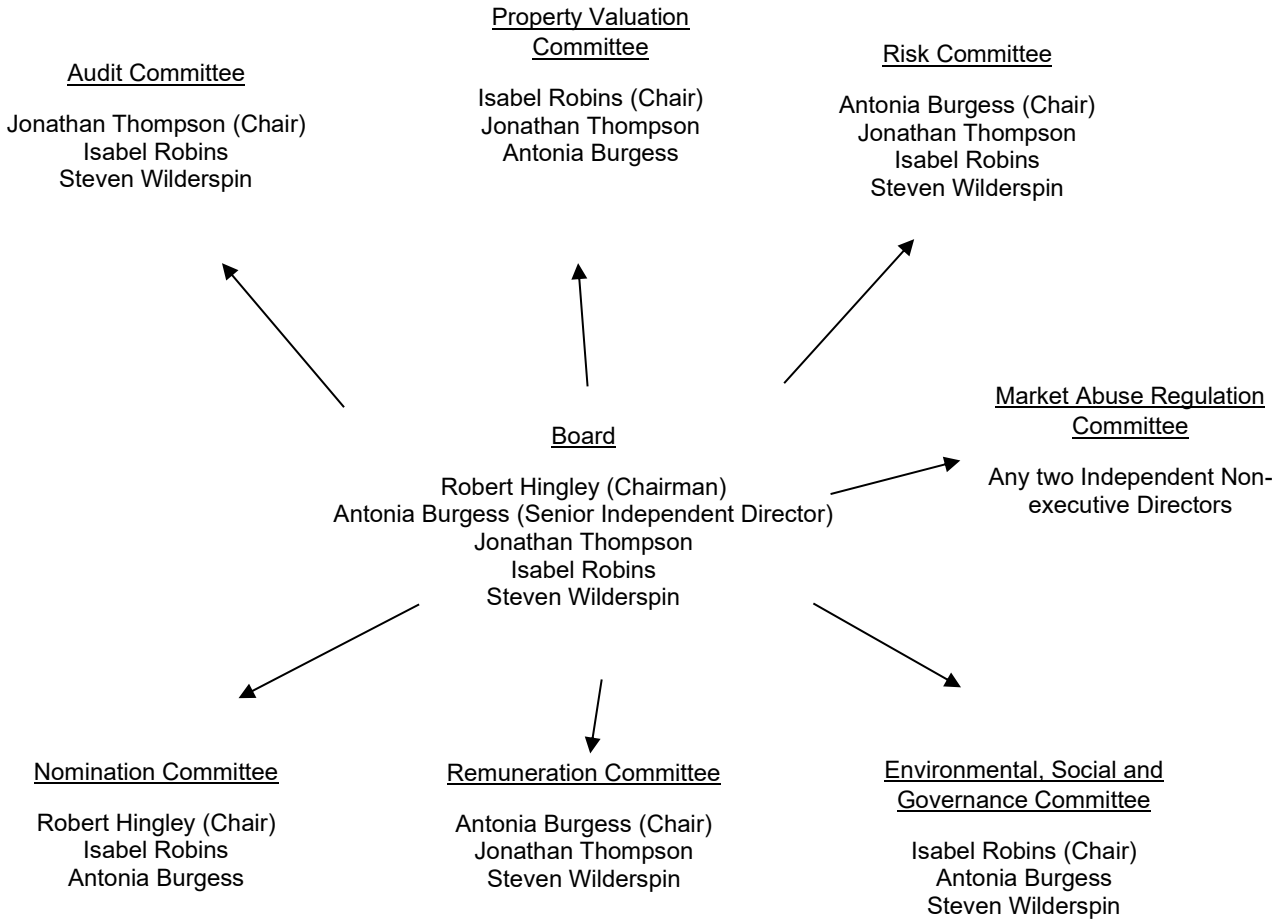 Audit Committee
Jonathan Thompson (Chair)
Isabel Robins
Steven Wilderspin
Property Valuation
Committee
Isabel Robins (Chair)
Jonathan Thompson
Antonia Burgess
Risk Committee
Antonia Burgess (Chair)
Jonathan Thompson
Isabel Robins
Steven Wilderspin
Board
Robert Hingley (Chairman)
Antonia Burgess (Senior Independent Director)
Jonathan Thompson
Isabel Robins
Steven Wilderspin
Market Abuse Regulation
Committee
Any two Independent Non-
executive Directors
Nomination Committee
Robert Hingley (Chair)
Isabel Robins
Antonia Burgess
Remuneration Committee
Antonia Burgess (Chair)
Jonathan Thompson
Steven Wilderspin
Environmental, Social and
Governance Committee
Isabel Robins (Chair)
Antonia Burgess
Steven Wilderspin